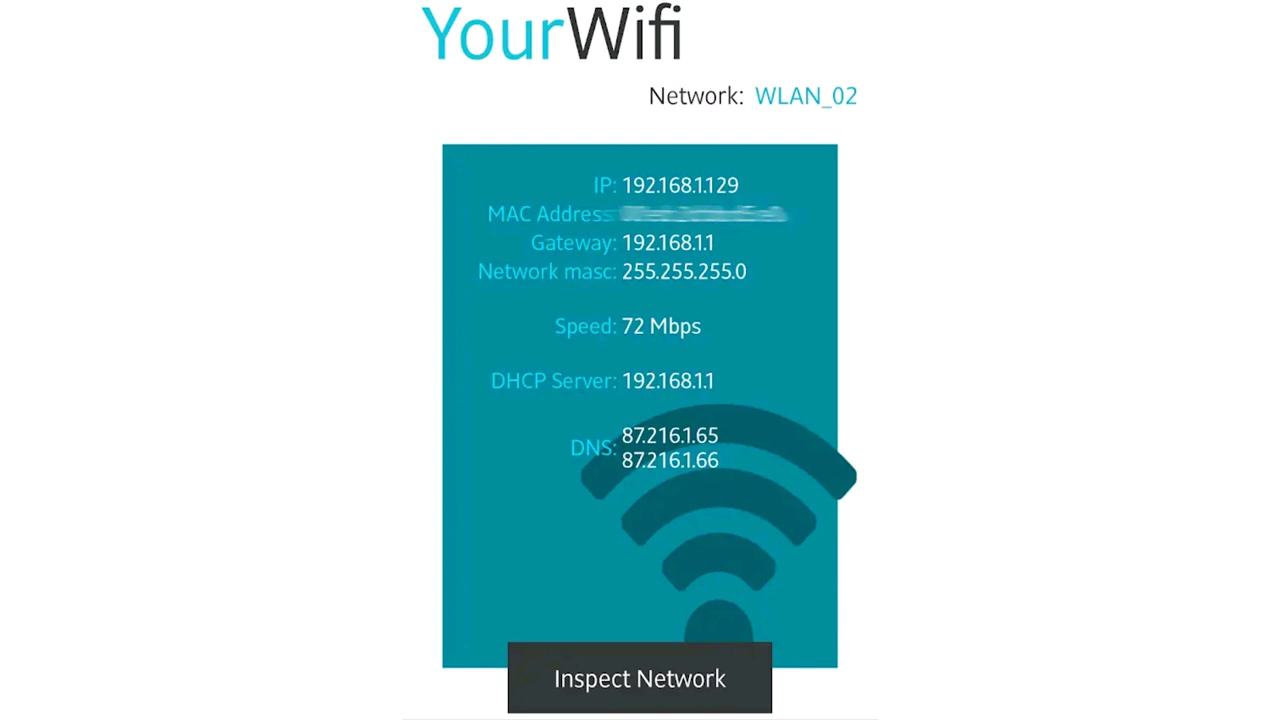 YourWifi
Network: WLAN_02
IP: 192.168.1.129
MAC Address:
Gateway: 192.168.1.1
Network masc: 255.255.255.0
Speed: 72 Mbps
DHCP Server: 192.168.1.1
DNS: 87.216.1.65
87.216.1.66
Inspect Network